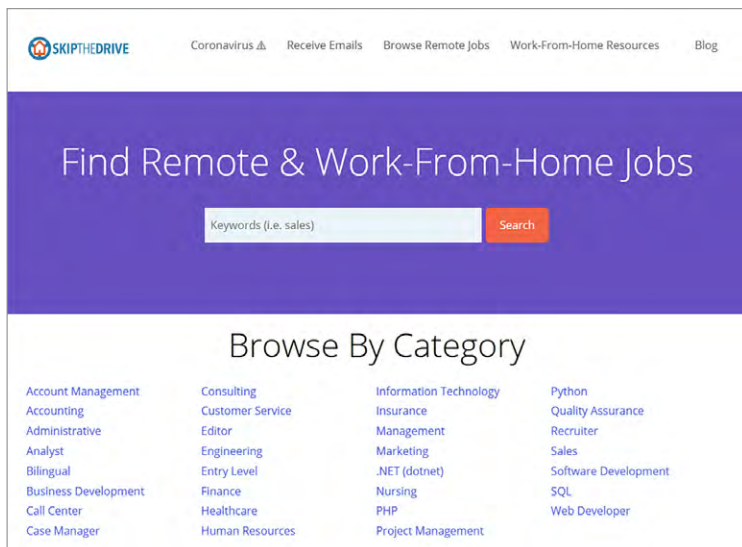 SKIPTHEDRIVE
Coronavirus ⚠ Receive Emails Browse Remote Jobs Work-From-Home Resources Blog
Find Remote & Work-From-Home Jobs
Keywords (i.e. sales) Search
Browse By Category
Account Management Consulting Information Technology Python
Accounting Customer Service Insurance Quality Assurance
Administrative Editor Management Recruiter
Analyst Engineering Marketing Sales
Bilingual Entry Level .NET (dotnet) Software Development
Business Development Finance Nursing SQL
Call Center Healthcare PHP Web Developer
Case Manager Human Resources Project Management